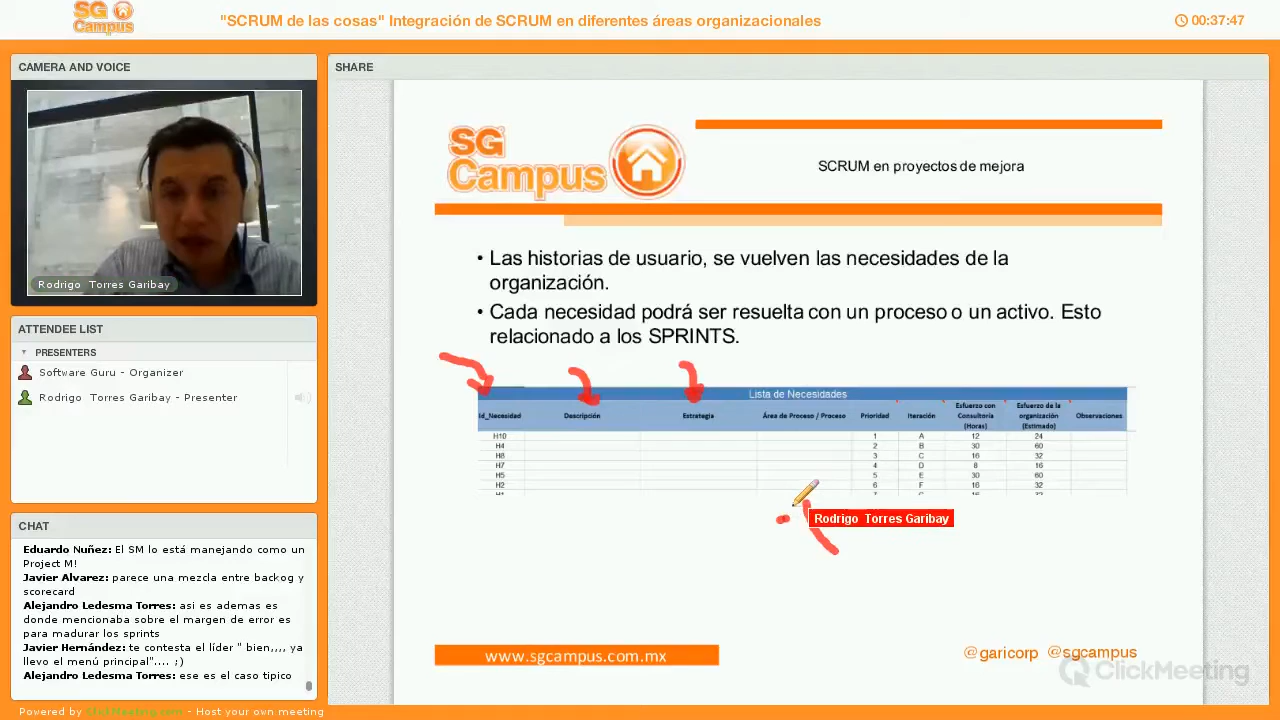 SG Campus
"SCRUM de las cosas" Integración de SCRUM en diferentes áreas organizacionales
00:37:47
CAMERA AND VOICE
Rodrigo Torres Garibay
ATTENDEE LIST
PRESENTERS
Software Guru - Organizer
Rodrigo Torres Garibay - Presenter
CHAT
Eduardo Nuñez: El SM lo está manejando como un
Project M!
Javier Alvarez: parece una mezcla entre backog y
scorecard
Alejandro Ledesma Torres: asi es ademas es
donde mencionaba sobre el margen de error es
para madurar los sprints
Javier Hernández: te contesta el líder " bien,,,, ya
llevo el menú principal".... ;)
Alejandro Ledesma Torres: ese es el caso tipico
Powered by ClickMeeting.com - Host your own meeting
SHARE
SG
Campus
SCRUM en proyectos de mejora
• Las historias de usuario, se vuelven las necesidades de la
organización.
• Cada necesidad podrá ser resuelta con un proceso o un activo. Esto
relacionado a los SPRINTS.
Lista de Necesidades
Id_Necesidad Descripción Estrategia Área de Proceso / Proceso Prioridad Iteración Esfuerzo con Consultoría (Horas) Esfuerzo de la organización (Estimado) Observaciones
H10 1 A 12 24
H4 2 B 30 60
H8 3 C 16 32
H7 4 D 8 16
H5 5 E 30 60
H2 6 F 16 32
Rodrigo Torres Garibay
www.sgcampus.com.mx
@garicorp @sgcampus
ClickMeeting